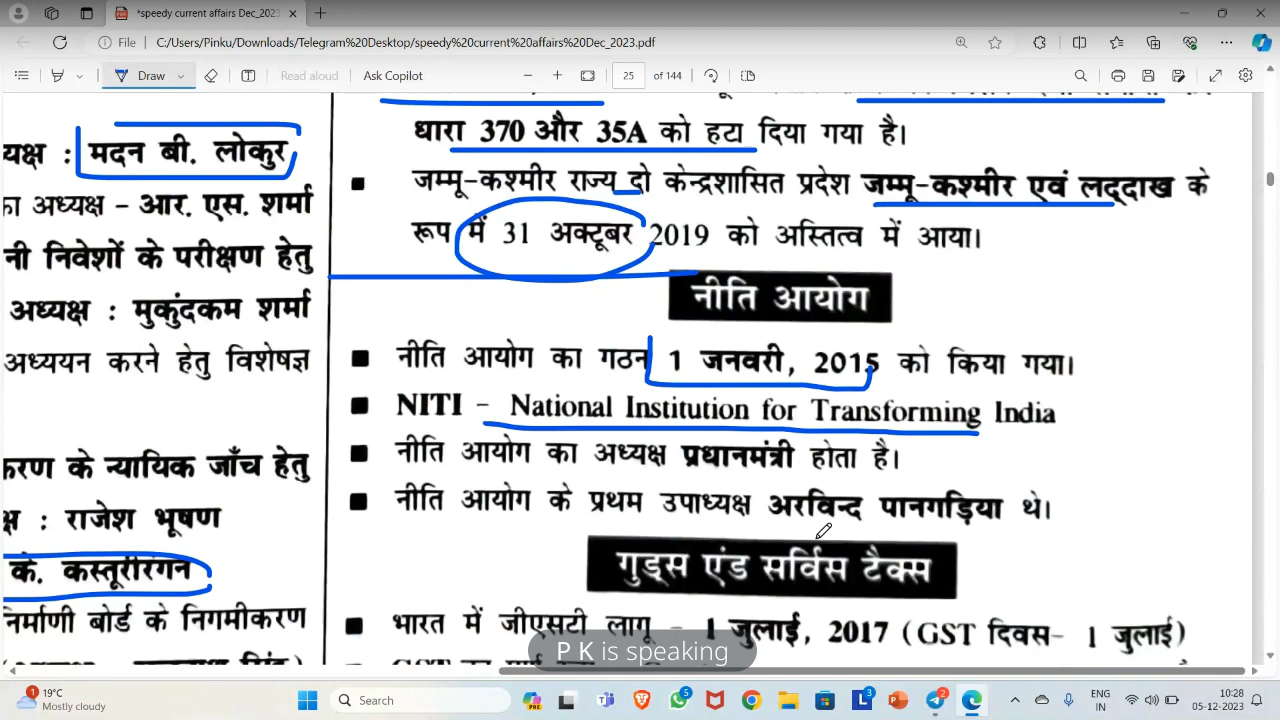 *speedy current affairs Dec_2023.
File
C:/Users/Pinku/Downloads/Telegram%20Desktop/speedy%20current%20affairs%20Dec_2023.pdf
Draw
Read aloud
Ask Copilot
25
of 144
यक्ष : मदन बी. लोकुर
का अध्यक्ष - आर. एस. शर्मा
नी निवेशों के परीक्षण हेतु
अध्यक्ष : मुकुंदकम शर्मा
अध्ययन करने हेतु विशेषज्ञ
करण के न्यायिक जाँच हेतु
क्ष : राजेश भूषण
के. कस्तूरीरंगन
निर्माणी बोर्ड के निगमीकरण
धारा 370 और 35A को हटा दिया गया है।
■ जम्मू-कश्मीर राज्य दो केन्द्रशासित प्रदेश जम्मू-कश्मीर एवं लद्दाख के
रूप में 31 अक्टूबर 2019 को अस्तित्व में आया।
नीति आयोग
■ नीति आयोग का गठन 1 जनवरी, 2015 को किया गया।
■ NITI - National Institution for Transforming India
■ नीति आयोग का अध्यक्ष प्रधानमंत्री होता है।
■ नीति आयोग के प्रथम उपाध्यक्ष अरविन्द पानगड़िया थे।
गुड्स एंड सर्विस टैक्स
■ भारत में जीएसटी लागू - 1 जुलाई, 2017 (GST दिवस- 1 जुलाई)
P K is speaking
1
19°C
Mostly cloudy
Search
5
3
2
ENG
IN
10:28
05-12-2023